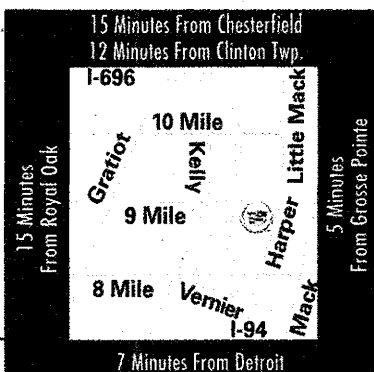 15 Minutes From Chesterfield
12 Minutes From Clinton Twp.
I-696
10 Mile
Little Mack
Gratiot
Kelly
15 Minutes
From Royal Oak
5 Minutes
From Grosse Pointe
9 Mile
Harper
8 Mile
Vernier
Mack
I-94
7 Minutes From Detroit